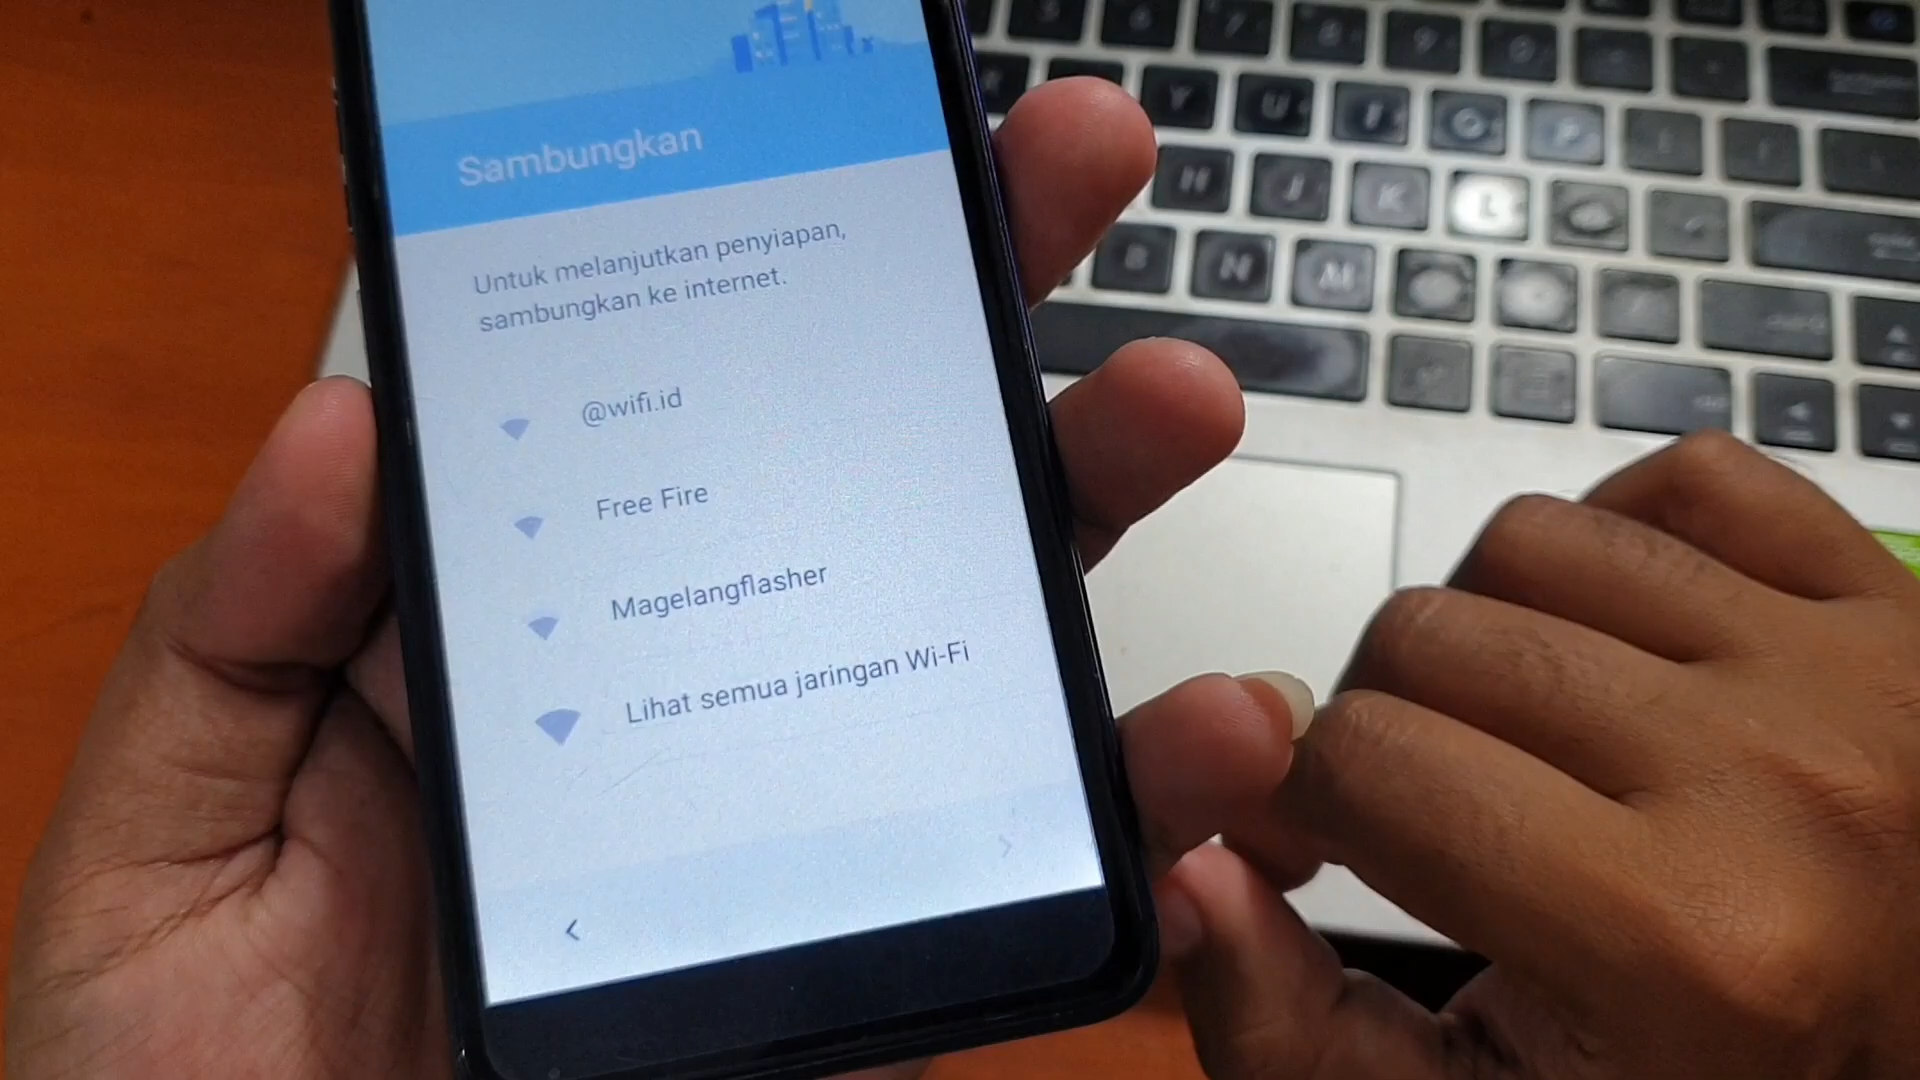 Sambungkan
Untuk melanjutkan penyiapan,
sambungkan ke internet.
@wifi.id
Free Fire
Magelangflasher
Lihat semua jaringan Wi-Fi
Y U I O P
H J K L
B N M